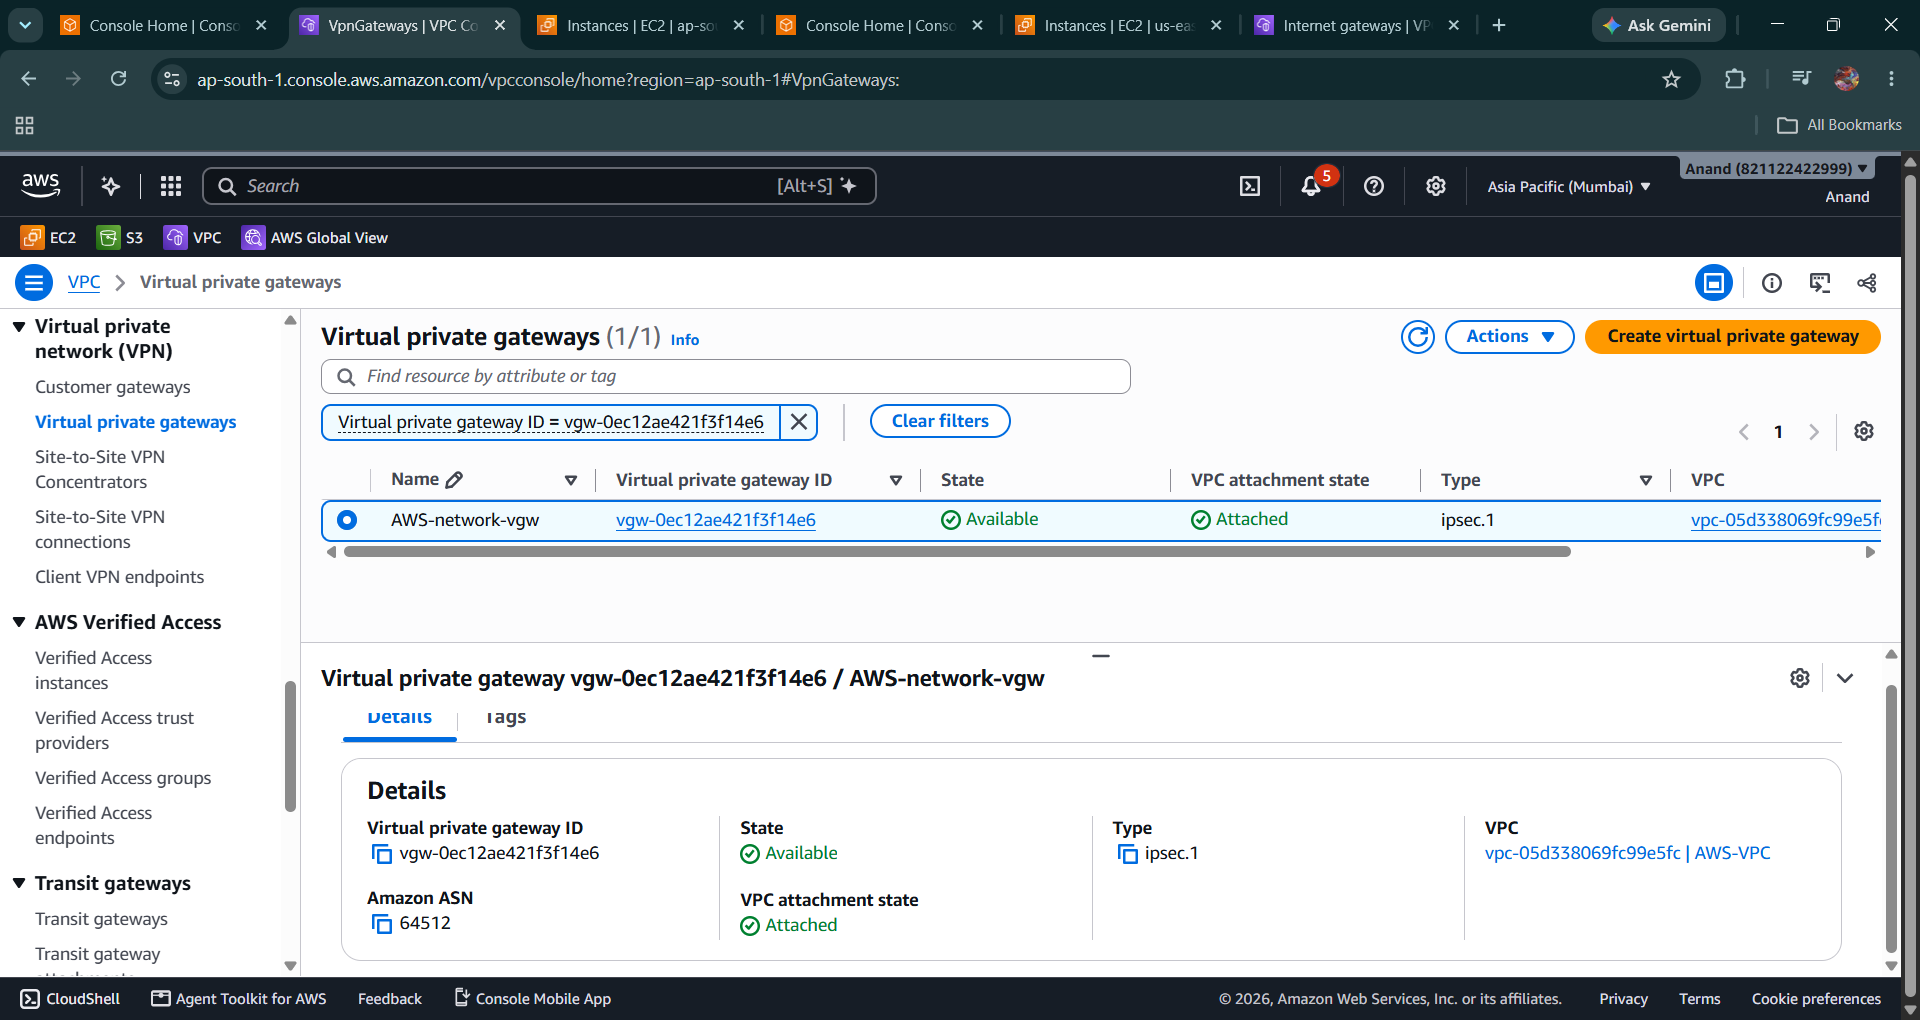 Console Home | Conso
VpnGateways | VPC Co
Instances | EC2 | ap-so
Console Home | Conso
Instances | EC2 | us-eas
Internet gateways | VP
Ask Gemini
ap-south-1.console.aws.amazon.com/vpcconsole/home?region=ap-south-1#VpnGateways:
All Bookmarks
aws
Search
[Alt+S]
5
Asia Pacific (Mumbai)
Anand (821122422999)
Anand
EC2
S3
VPC
AWS Global View
VPC
Virtual private gateways
Virtual private
network (VPN)
Customer gateways
Virtual private gateways
Site-to-Site VPN
Concentrators
Site-to-Site VPN
connections
Client VPN endpoints
AWS Verified Access
Verified Access
instances
Verified Access trust
providers
Verified Access groups
Verified Access
endpoints
Transit gateways
Transit gateways
Transit gateway
Virtual private gateways (1/1) Info
Actions
Create virtual private gateway
Find resource by attribute or tag
Virtual private gateway ID = vgw-0ec12ae421f3f14e6
Clear filters
1
Name
Virtual private gateway ID
State
VPC attachment state
Type
VPC
AWS-network-vgw
vgw-0ec12ae421f3f14e6
Available
Attached
ipsec.1
vpc-05d338069fc99e5f
Virtual private gateway vgw-0ec12ae421f3f14e6 / AWS-network-vgw
Details
Tags
Details
Virtual private gateway ID
vgw-0ec12ae421f3f14e6
State
Available
Type
ipsec.1
VPC
vpc-05d338069fc99e5fc | AWS-VPC
Amazon ASN
64512
VPC attachment state
Attached
CloudShell
Agent Toolkit for AWS
Feedback
Console Mobile App
© 2026, Amazon Web Services, Inc. or its affiliates.
Privacy
Terms
Cookie preferences